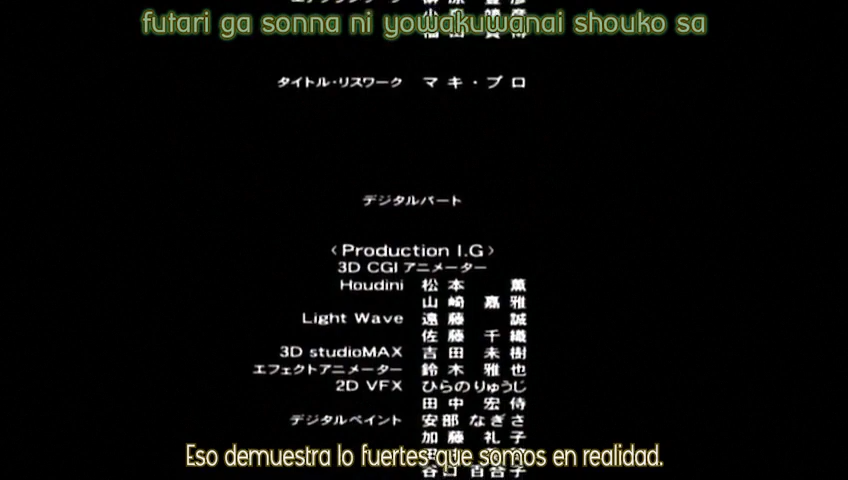 futari ga sonna ni yowakuwanai shouko sa
タイトル・リスワーク マキ・プロ
デジタルパート
〈Production I.G〉
3D CGIアニメーター
Houdini 松本 薫
山崎 嘉雅
Light Wave 遠藤 誠
佐藤 千織
3D studioMAX 吉田 未樹
エフェクトアニメーター 鈴木 雅也
2D VFX ひらのりゅうじ
田中 宏侍
デジタルペイント 安部 なぎさ
加藤 礼子
Eso demuestra lo fuertes que somos en realidad.
谷口 百合子